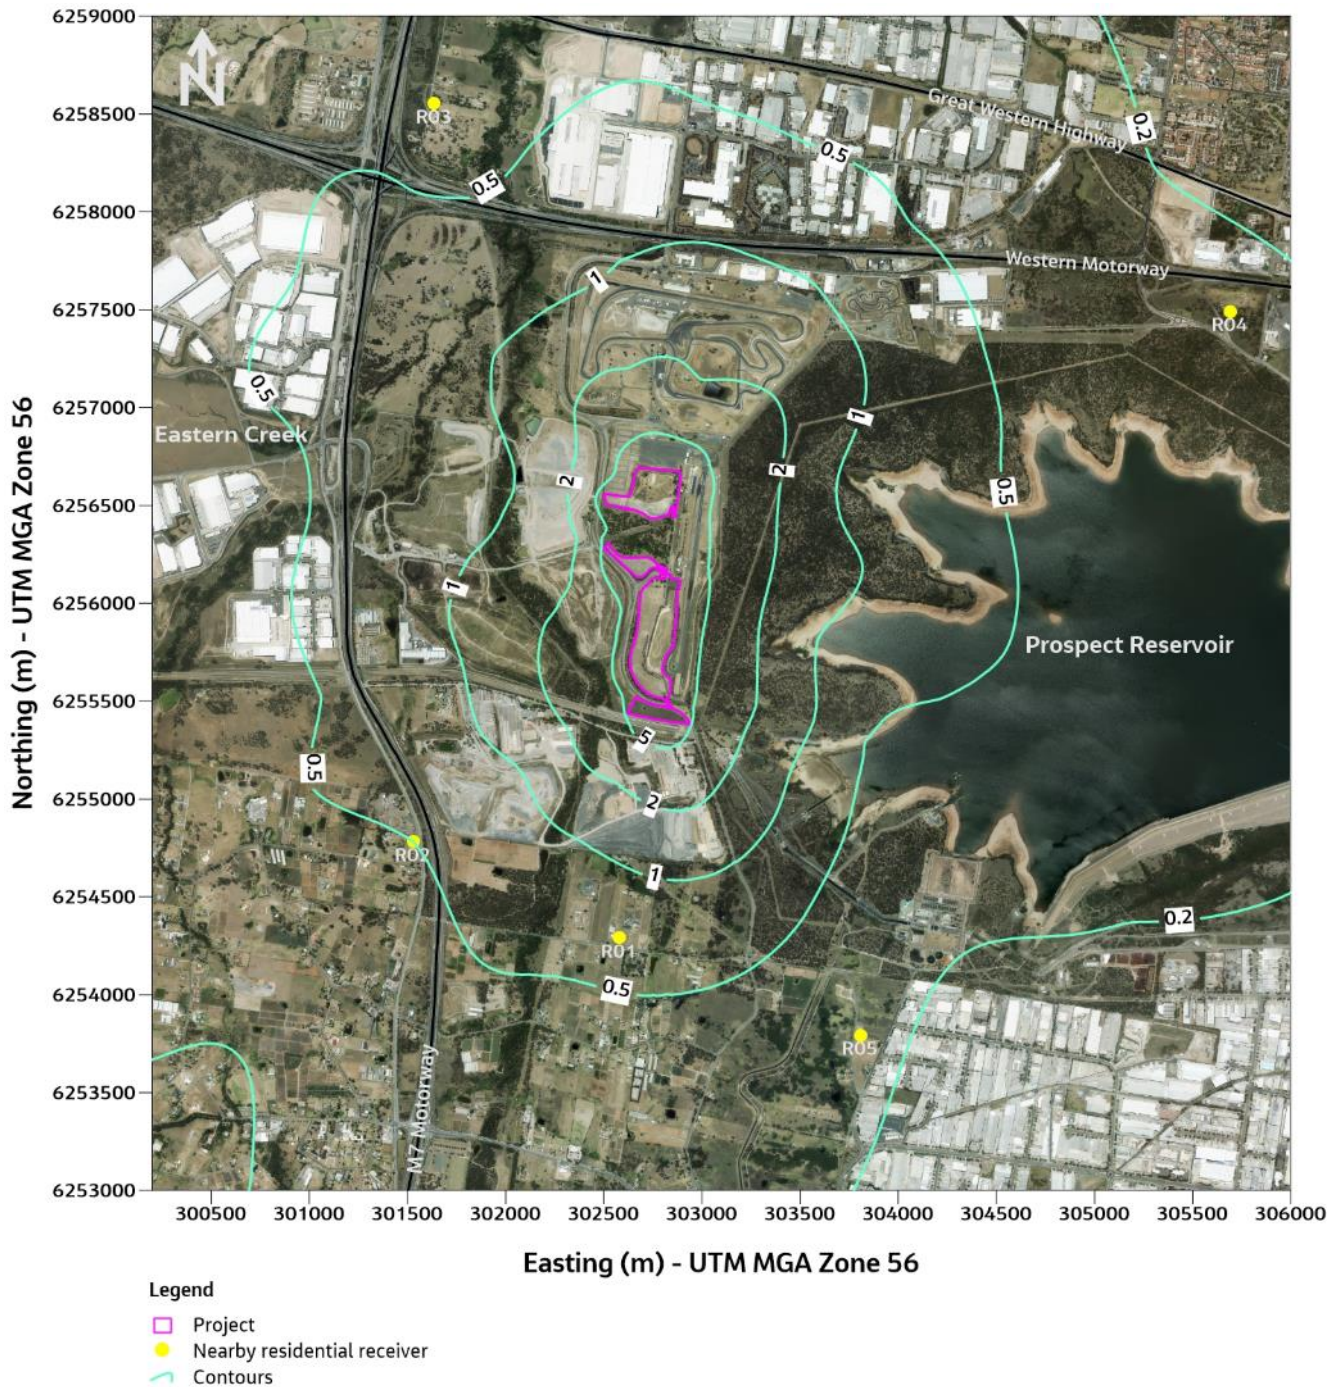 6259000
N
R03
Great Western Highway
0.2
6258500
0.5
0.5
6258000
Western Motorway
1
6257500
R04
0.5
6257000
1
Eastern Creek
2
2
0.5
6256500
Northing (m) - UTM MGA Zone 56
1
6256000
Prospect Reservoir
6255500
5
0.5
6255000
2
R02
1
6254500
0.2
R01
0.5
6254000
R05
6253500
M7 Motorway
6253000
300500 301000 301500 302000 302500 303000 303500 304000 304500 305000 305500 306000
Easting (m) - UTM MGA Zone 56
Legend
Project
Nearby residential receiver
Contours